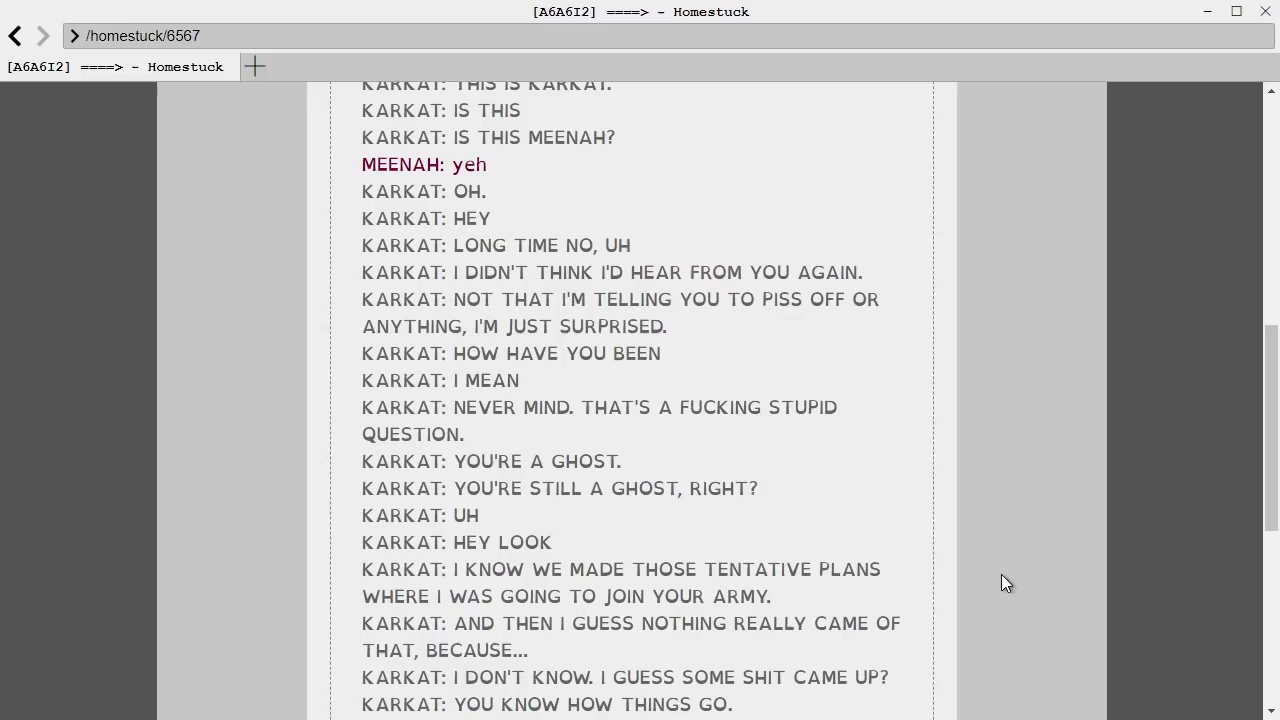 [A6A6I2] ====> - Homestuck
/homestuck/6567
[A6A6I2] ====> - Homestuck
KARKAT: THIS IS KARKAT.
KARKAT: IS THIS
KARKAT: IS THIS MEENAH?
MEENAH: yeh
KARKAT: OH.
KARKAT: HEY
KARKAT: LONG TIME NO, UH
KARKAT: I DIDN'T THINK I'D HEAR FROM YOU AGAIN.
KARKAT: NOT THAT I'M TELLING YOU TO PISS OFF OR
ANYTHING, I'M JUST SURPRISED.
KARKAT: HOW HAVE YOU BEEN
KARKAT: I MEAN
KARKAT: NEVER MIND. THAT'S A FUCKING STUPID
QUESTION.
KARKAT: YOU'RE A GHOST.
KARKAT: YOU'RE STILL A GHOST, RIGHT?
KARKAT: UH
KARKAT: HEY LOOK
KARKAT: I KNOW WE MADE THOSE TENTATIVE PLANS
WHERE I WAS GOING TO JOIN YOUR ARMY.
KARKAT: AND THEN I GUESS NOTHING REALLY CAME OF
THAT, BECAUSE...
KARKAT: I DON'T KNOW. I GUESS SOME SHIT CAME UP?
KARKAT: YOU KNOW HOW THINGS GO.